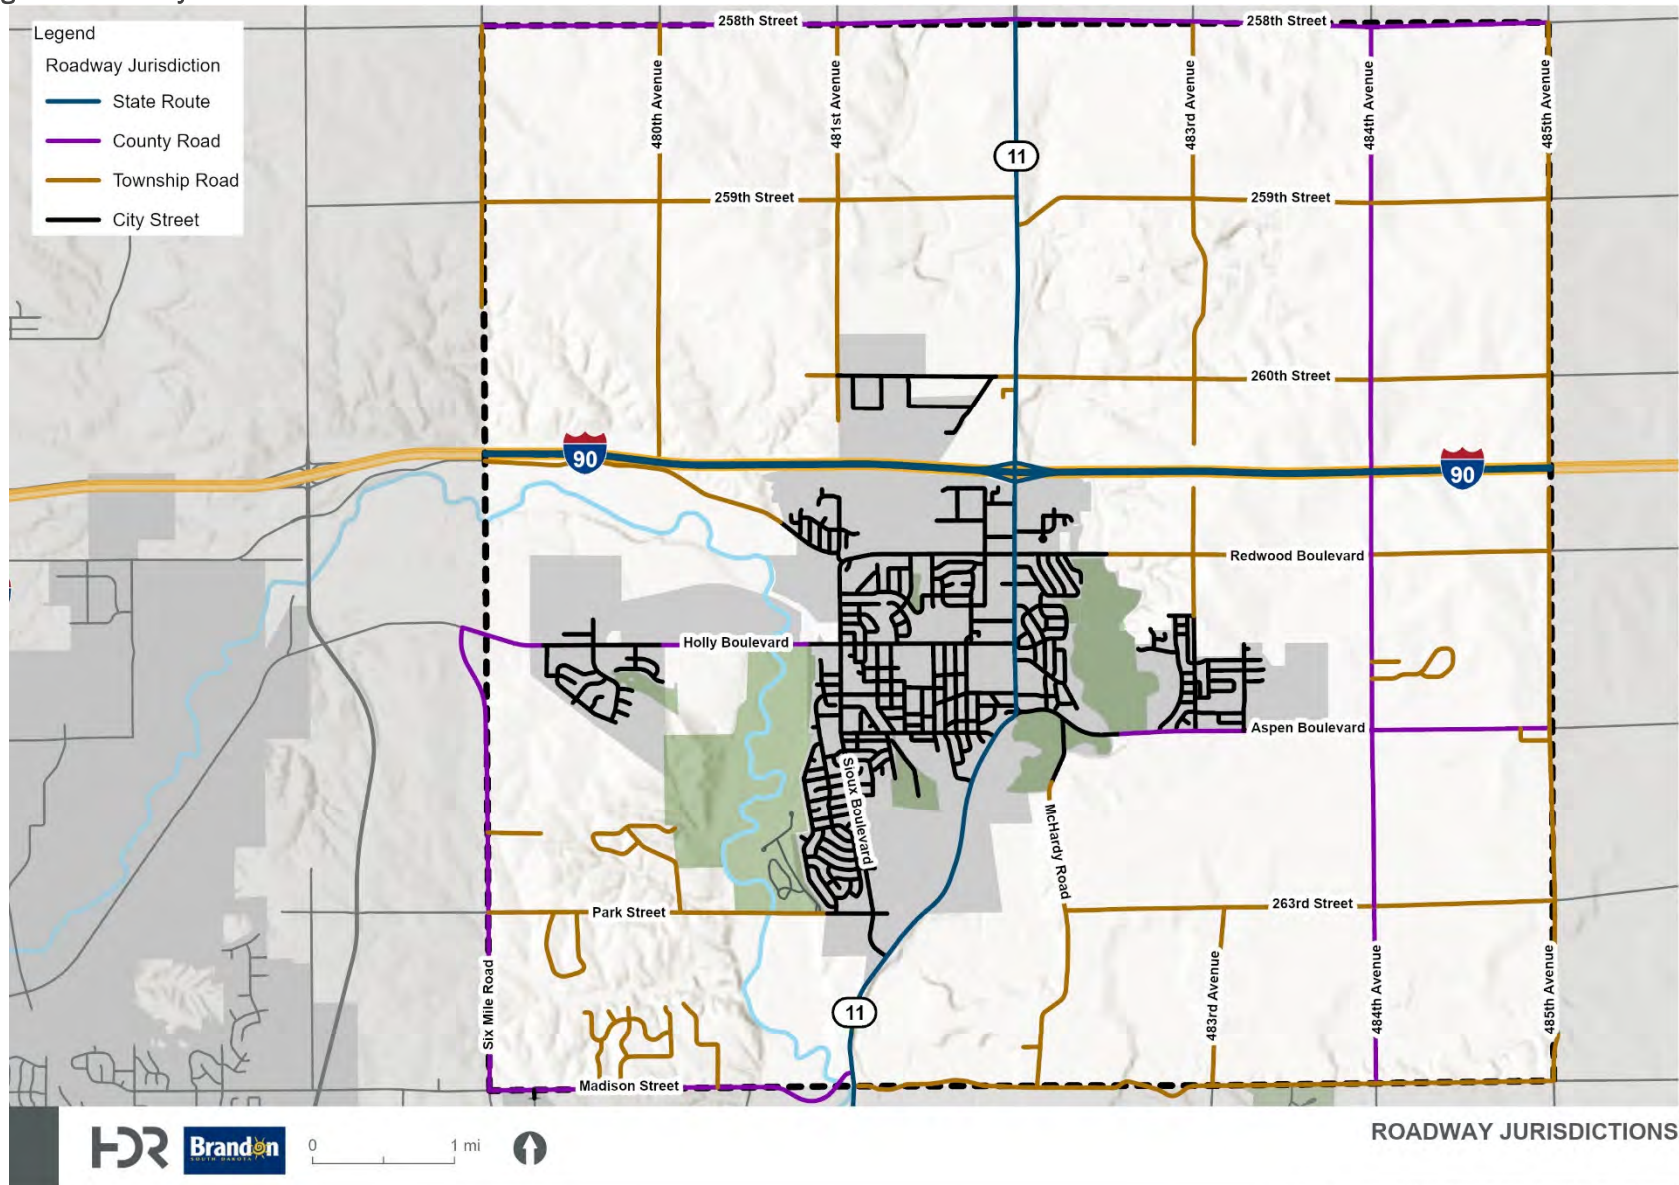 Legend
Roadway Jurisdiction
State Route
County Road
Township Road
City Street
258th Street
258th Street
480th Avenue
481st Avenue
483rd Avenue
484th Avenue
485th Avenue
11
259th Street
259th Street
260th Street
90
90
Redwood Boulevard
Holly Boulevard
Aspen Boulevard
Sioux Boulevard
McHardy Road
Park Street
263rd Street
Six Mile Road
483rd Avenue
484th Avenue
485th Avenue
11
Madison Street
HDR
Brandon
SOUTH DAKOTA
0 1 mi
ROADWAY JURISDICTIONS